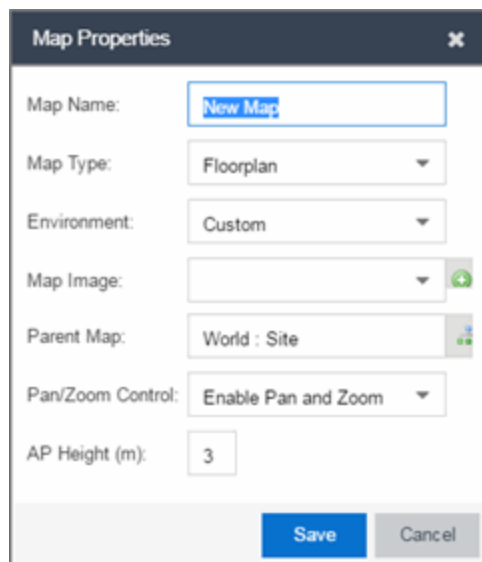 Map Properties
Map Name: New Map
Map Type: Floorplan
Environment: Custom
Map Image:
Parent Map: World : Site
Pan/Zoom Control: Enable Pan and Zoom
AP Height (m): 3
Save Cancel